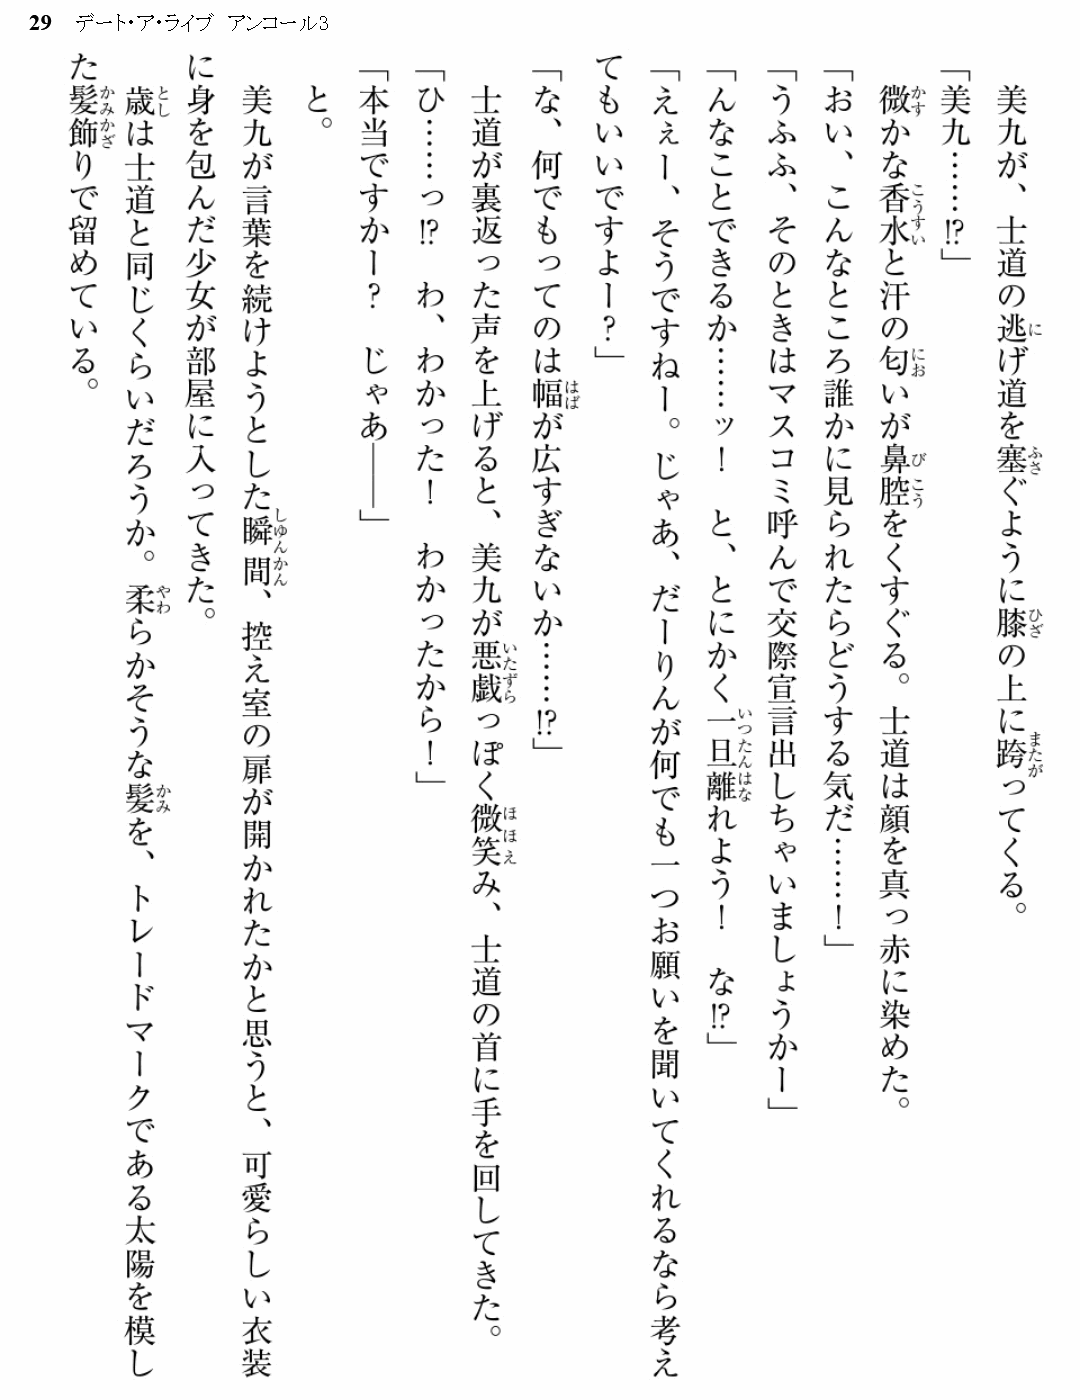 29 デート・ア・ライブ アンコール3
　美九が、士道の逃げ道を塞ぐように膝の上に跨ってくる。
「美九……!?」
　微かな香水と汗の匂いが鼻腔をくすぐる。士道は顔を真っ赤に染めた。
「おい、こんなところ誰かに見られたらどうする気だ……！」
「うふふ、そのときはマスコミ呼んで交際宣言出しちゃいましょうかー」
「んなことできるか……ッ！　と、とにかく一旦離れよう！　な!?」
「えぇー、そうですねー。じゃあ、だーりんが何でも一つお願いを聞いてくれるなら考え
てもいいですよー？」
「な、何でもってのは幅が広すぎないか……!?」
　士道が裏返った声を上げると、美九が悪戯っぽく微笑み、士道の首に手を回してきた。
「ひ……っ!?　わ、わかった！　わかったから！」
「本当ですかー？　じゃあ――」
　と。
　美九が言葉を続けようとした瞬間、控え室の扉が開かれたかと思うと、可愛らしい衣装
に身を包んだ少女が部屋に入ってきた。
　歳は士道と同じくらいだろうか。柔らかそうな髪を、トレードマークである太陽を模し
た髪飾りで留めている。